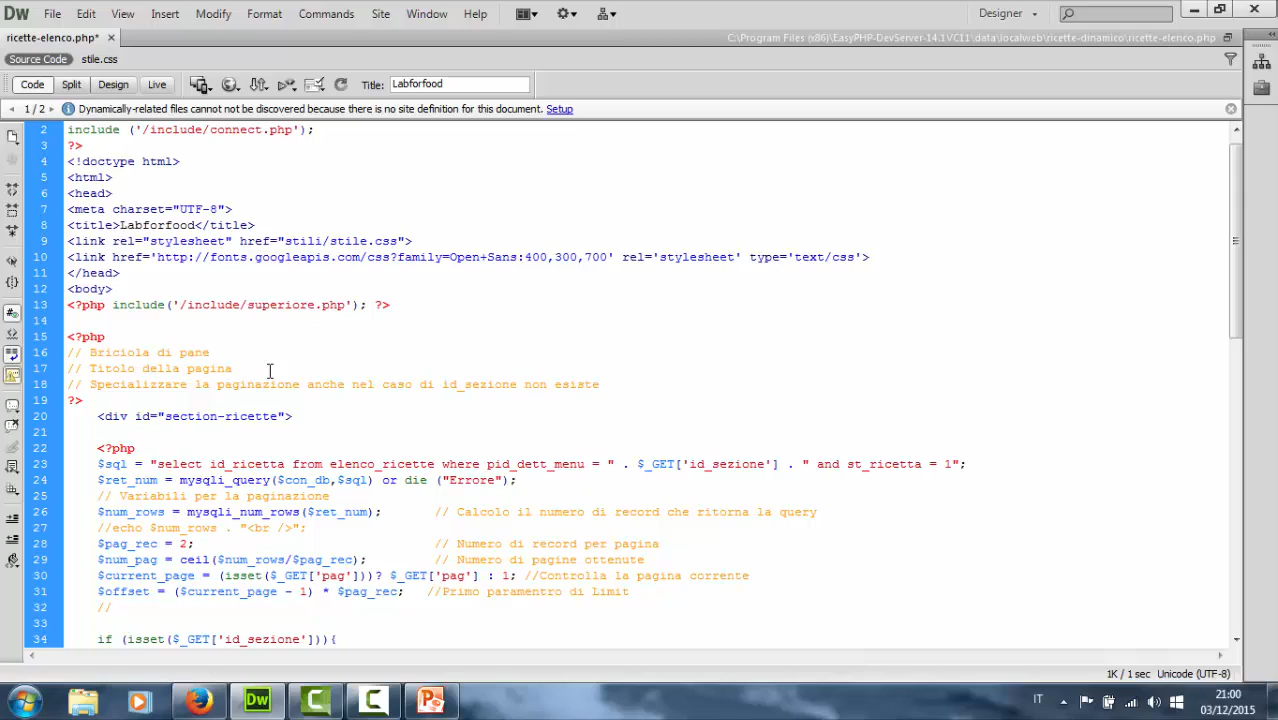 Dw File Edit View Insert Modify Format Commands Site Window Help Designer
ricette-elenco.php* × C:\Program Files (x86)\EasyPHP-DevServer-14.1VC11\data\localweb\ricette-dinamico\ricette-elenco.php
Source Code stile.css
Code Split Design Live Title: Labforfood
1 / 2 Dynamically-related files cannot not be discovered because there is no site definition for this document. Setup
2 include ('/include/connect.php');
3 ?>
4 <!doctype html>
5 <html>
6 <head>
7 <meta charset="UTF-8">
8 <title>Labforfood</title>
9 <link rel="stylesheet" href="stili/stile.css">
10 <link href='http://fonts.googleapis.com/css?family=Open+Sans:400,300,700' rel='stylesheet' type='text/css'>
11 </head>
12 <body>
13 <?php include('/include/superiore.php'); ?>
14
15 <?php
16 // Briciola di pane
17 // Titolo della pagina
18 // Specializzare la paginazione anche nel caso di id_sezione non esiste
19 ?>
20 <div id="section-ricette">
21
22 <?php
23 $sql = "select id_ricetta from elenco_ricette where pid_dett_menu = " . $_GET['id_sezione'] . " and st_ricetta = 1";
24 $ret_num = mysqli_query($con_db,$sql) or die ("Errore");
25 // Variabili per la paginazione
26 $num_rows = mysqli_num_rows($ret_num); // Calcolo il numero di record che ritorna la query
27 //echo $num_rows . "<br />";
28 $pag_rec = 2; // Numero di record per pagina
29 $num_pag = ceil($num_rows/$pag_rec); // Numero di pagine ottenute
30 $current_page = (isset($_GET['pag']))? $_GET['pag'] : 1; //Controlla la pagina corrente
31 $offset = ($current_page - 1) * $pag_rec; //Primo paramentro di Limit
32 //
33
34 if (isset($_GET['id_sezione'])){
1K / 1 sec Unicode (UTF-8)
Dw IT 21:00
03/12/2015